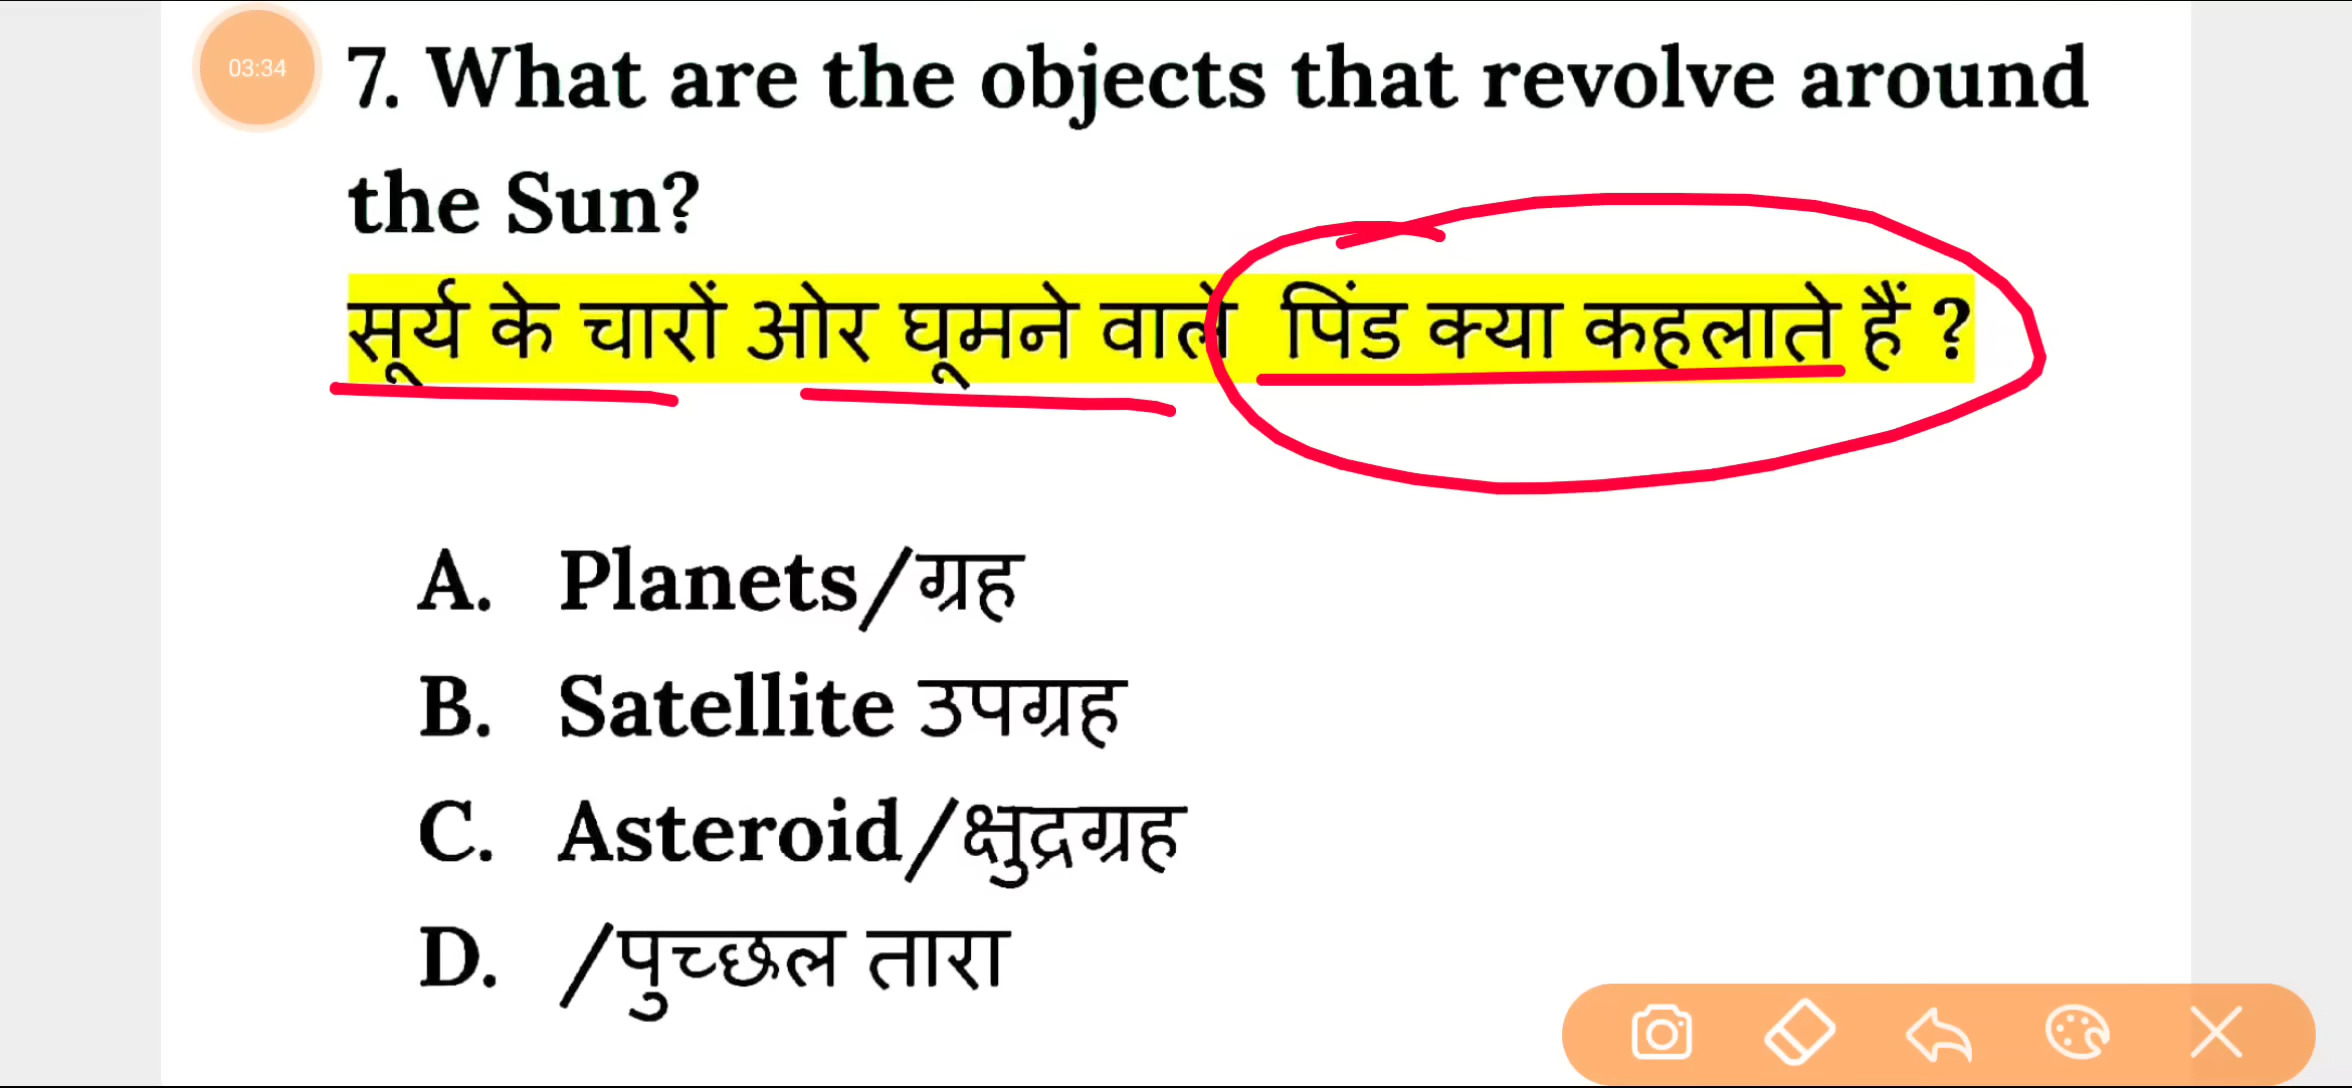 03:34
7. What are the objects that revolve around
the Sun?
सूर्य के चारों ओर घूमने वाले पिंड क्या कहलाते हैं ?
A. Planets/ग्रह
B. Satellite उपग्रह
C. Asteroid/क्षुद्रग्रह
D. /पुच्छल तारा